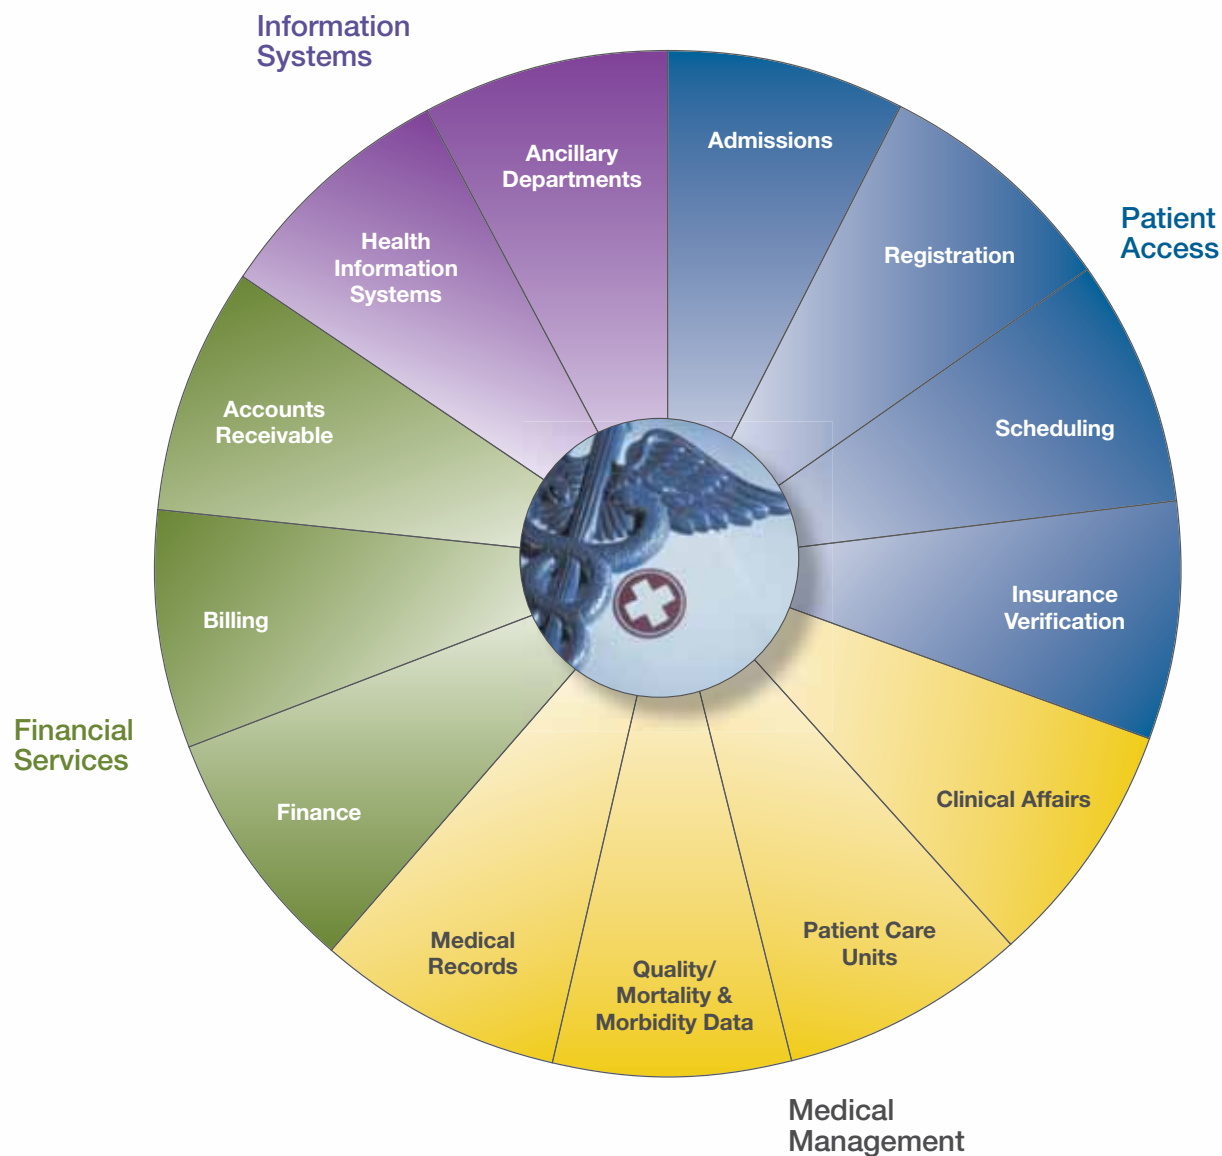 Information
Systems
Ancillary
Departments
Admissions
Registration
Patient
Access
Health
Information
Systems
Scheduling
Accounts
Receivable
Insurance
Verification
Billing
Financial
Services
Finance
Clinical Affairs
Patient Care
Units
Medical
Records
Quality/
Mortality &
Morbidity Data
Medical
Management